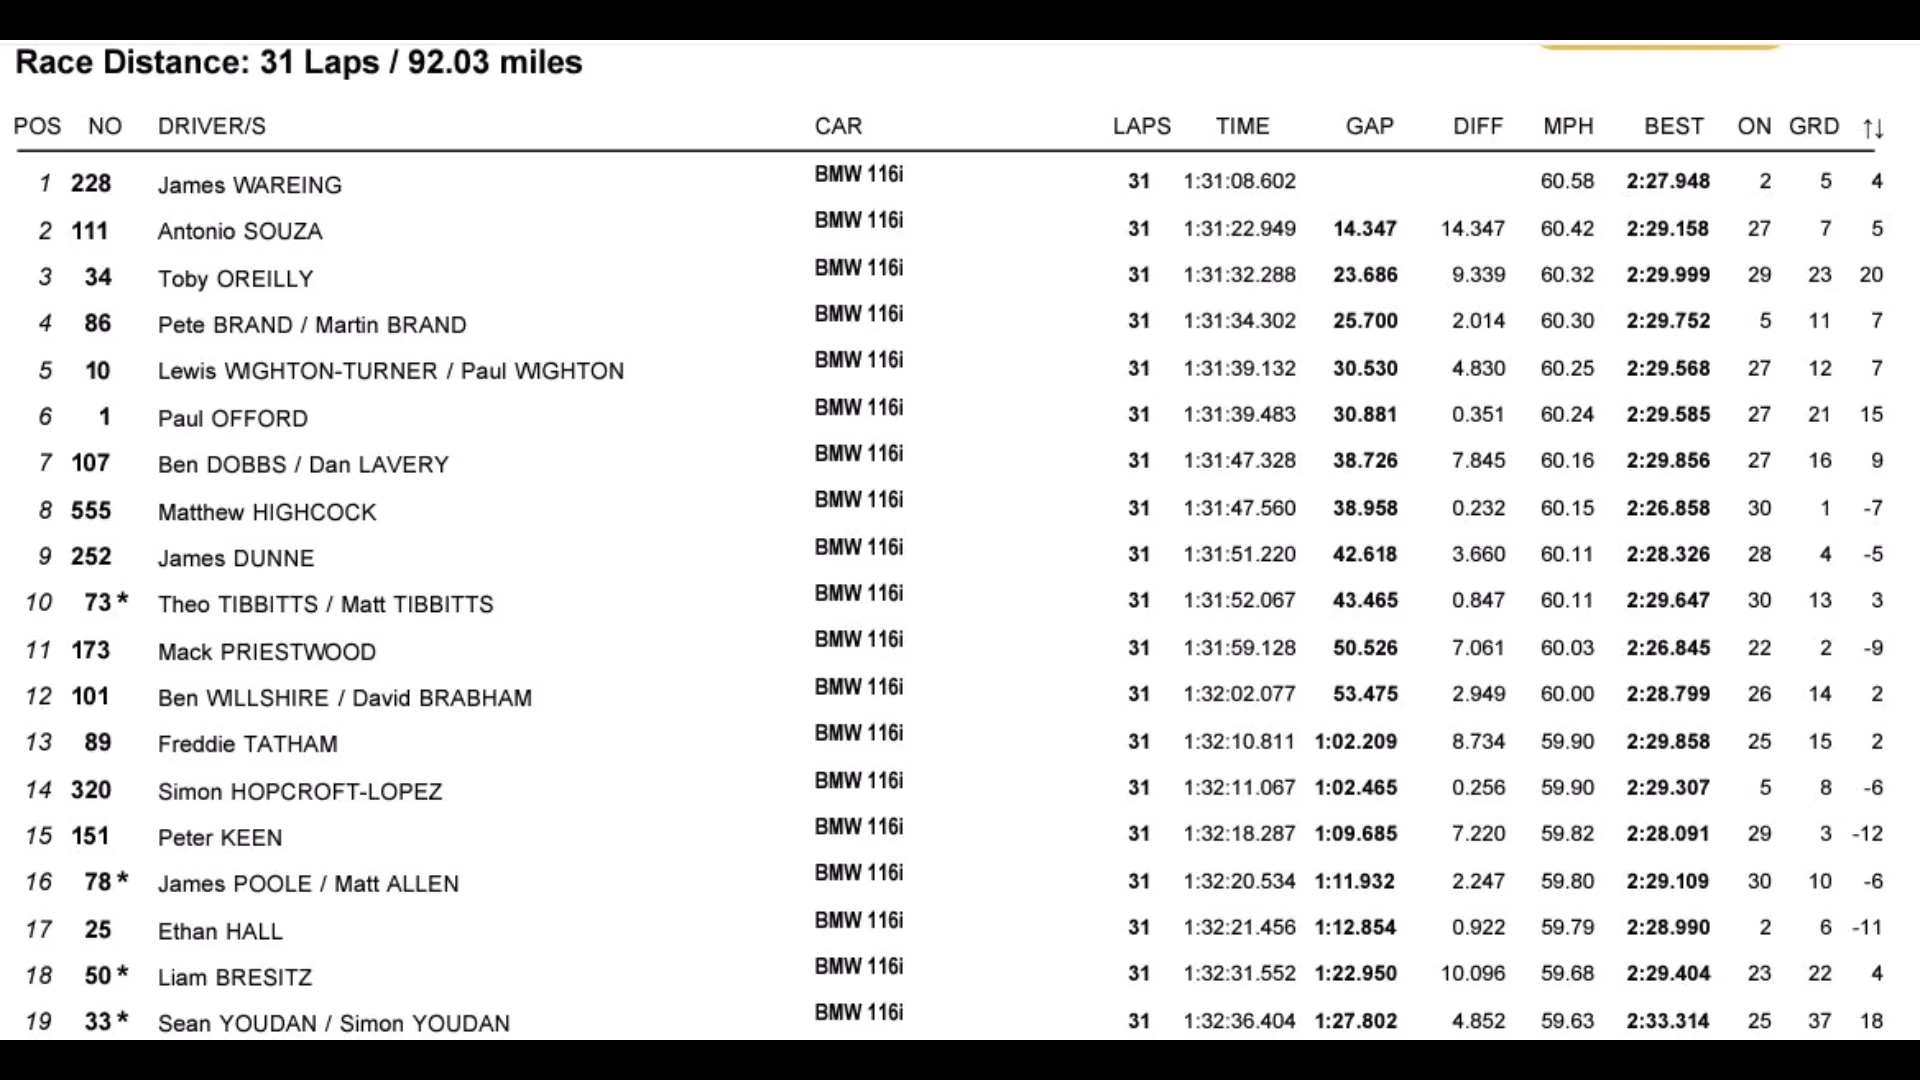 Race Distance: 31 Laps / 92.03 miles
POS NO DRIVER/S CAR LAPS TIME GAP DIFF MPH BEST ON GRD ↑↓
1 228 James WAREING BMW 116i 31 1:31:08.602 60.58 2:27.948 2 5 4
2 111 Antonio SOUZA BMW 116i 31 1:31:22.949 14.347 14.347 60.42 2:29.158 27 7 5
3 34 Toby OREILLY BMW 116i 31 1:31:32.288 23.686 9.339 60.32 2:29.999 29 23 20
4 86 Pete BRAND / Martin BRAND BMW 116i 31 1:31:34.302 25.700 2.014 60.30 2:29.752 5 11 7
5 10 Lewis WIGHTON-TURNER / Paul WIGHTON BMW 116i 31 1:31:39.132 30.530 4.830 60.25 2:29.568 27 12 7
6 1 Paul OFFORD BMW 116i 31 1:31:39.483 30.881 0.351 60.24 2:29.585 27 21 15
7 107 Ben DOBBS / Dan LAVERY BMW 116i 31 1:31:47.328 38.726 7.845 60.16 2:29.856 27 16 9
8 555 Matthew HIGHCOCK BMW 116i 31 1:31:47.560 38.958 0.232 60.15 2:26.858 30 1 -7
9 252 James DUNNE BMW 116i 31 1:31:51.220 42.618 3.660 60.11 2:28.326 28 4 -5
10 73 * Theo TIBBITTS / Matt TIBBITTS BMW 116i 31 1:31:52.067 43.465 0.847 60.11 2:29.647 30 13 3
11 173 Mack PRIESTWOOD BMW 116i 31 1:31:59.128 50.526 7.061 60.03 2:26.845 22 2 -9
12 101 Ben WILLSHIRE / David BRABHAM BMW 116i 31 1:32:02.077 53.475 2.949 60.00 2:28.799 26 14 2
13 89 Freddie TATHAM BMW 116i 31 1:32:10.811 1:02.209 8.734 59.90 2:29.858 25 15 2
14 320 Simon HOPCROFT-LOPEZ BMW 116i 31 1:32:11.067 1:02.465 0.256 59.90 2:29.307 5 8 -6
15 151 Peter KEEN BMW 116i 31 1:32:18.287 1:09.685 7.220 59.82 2:28.091 29 3 -12
16 78 * James POOLE / Matt ALLEN BMW 116i 31 1:32:20.534 1:11.932 2.247 59.80 2:29.109 30 10 -6
17 25 Ethan HALL BMW 116i 31 1:32:21.456 1:12.854 0.922 59.79 2:28.990 2 6 -11
18 50 * Liam BRESITZ BMW 116i 31 1:32:31.552 1:22.950 10.096 59.68 2:29.404 23 22 4
19 33 * Sean YOUDAN / Simon YOUDAN BMW 116i 31 1:32:36.404 1:27.802 4.852 59.63 2:33.314 25 37 18